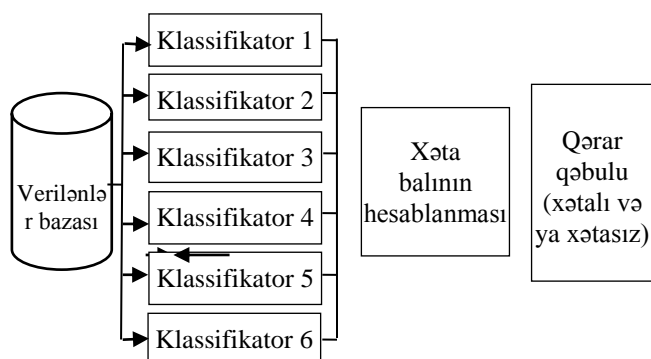 Verilənlə
r bazası
Klassifikator 1
Klassifikator 2
Klassifikator 3
Klassifikator 4
Klassifikator 5
Klassifikator 6
Xəta
balının
hesablanması
Qərar
qəbulu
(xətalı və
ya xətasız)